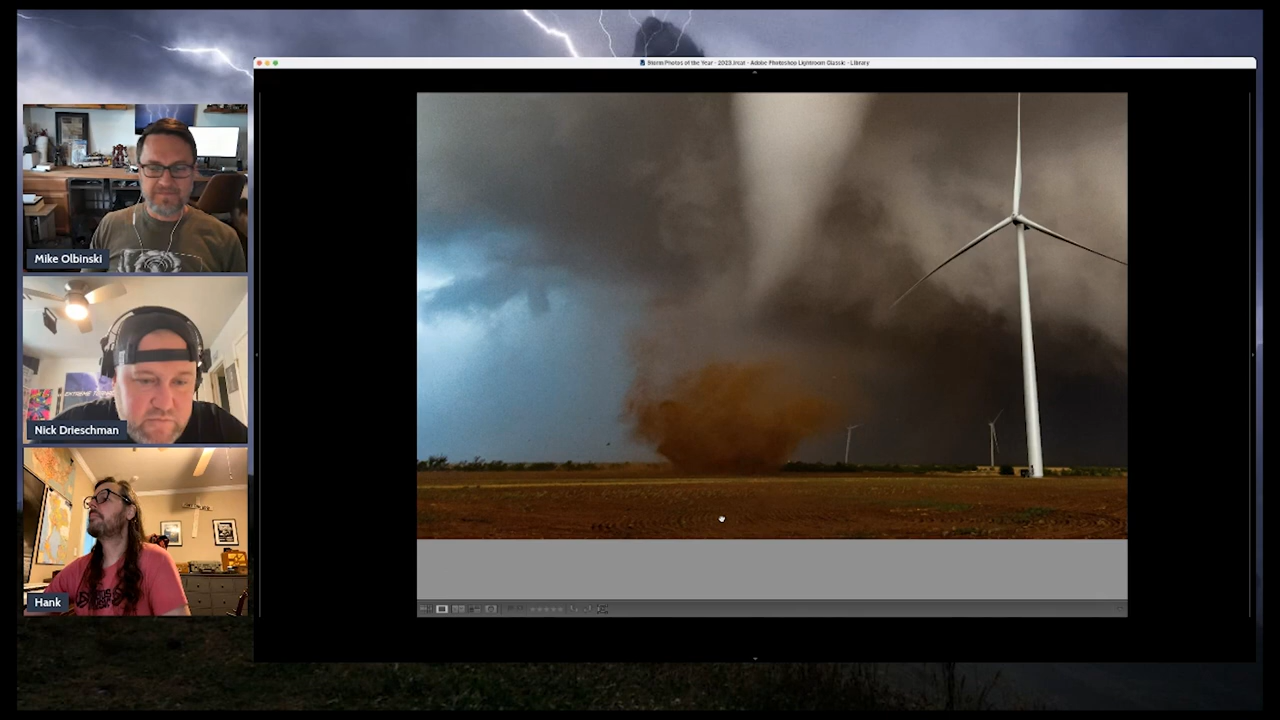 Storm Photos of the Year - 2023.lrcat - Adobe Photoshop Lightroom Classic - Library
Mike Olbinski
Nick Drieschman
Hank